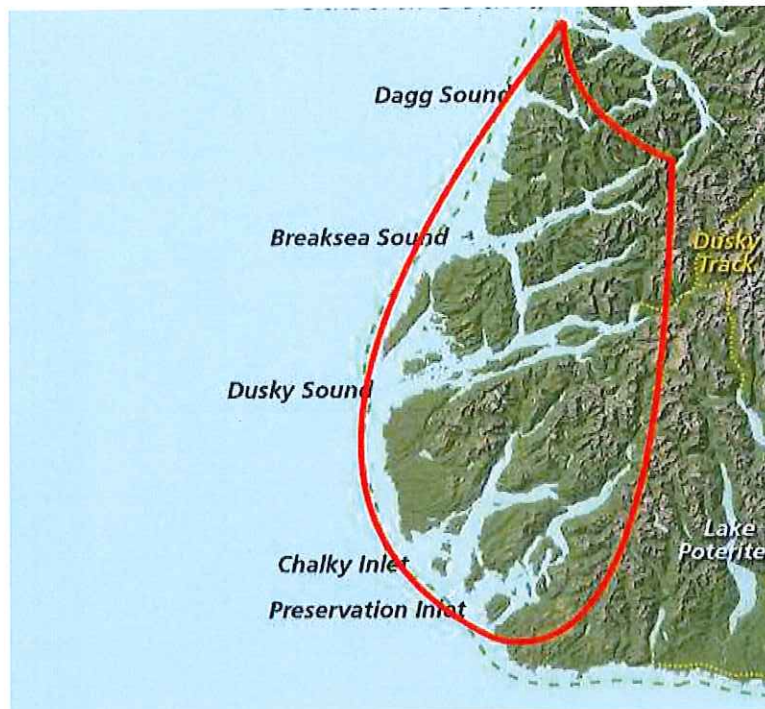 Dagg Sound
Breaksea Sound
Dusky
Track
Dusky Sound
Lake
Poterite
Chalky Inlet
Preservation Inlet